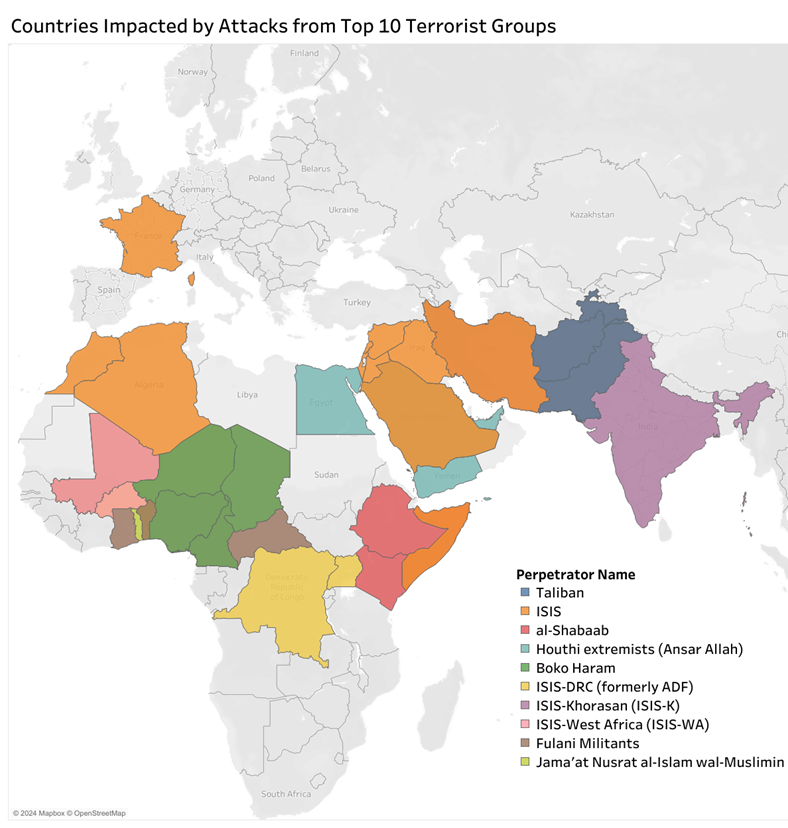 Countries Impacted by Attacks from Top 10 Terrorist Groups
Finland
Norway
Belarus
Poland
Germany
Ukraine
Kazakhstan
France
Italy
Spain
Turkey
Iraq
Algeria
Libya
Egypt
India
Sudan
Yemen
Democratic
Republic
of Congo
South Africa
Perpetrator Name
Taliban
ISIS
al-Shabaab
Houthi extremists (Ansar Allah)
Boko Haram
ISIS-DRC (formerly ADF)
ISIS-Khorasan (ISIS-K)
ISIS-West Africa (ISIS-WA)
Fulani Militants
Jama'at Nusrat al-Islam wal-Muslimin
© 2024 Mapbox © OpenStreetMap